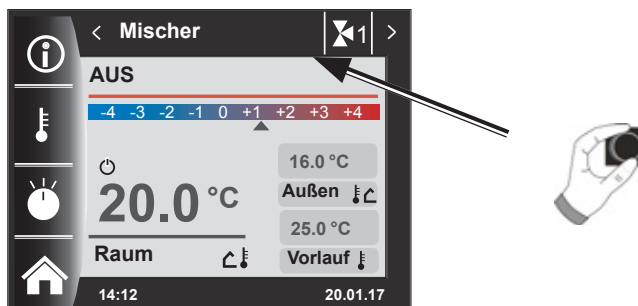 < Mischer 1 >
AUS
-4 -3 -2 -1 0 +1 +2 +3 +4
16.0 °C
Außen
20.0 °C
25.0 °C
Raum
Vorlauf
14:12 20.01.17